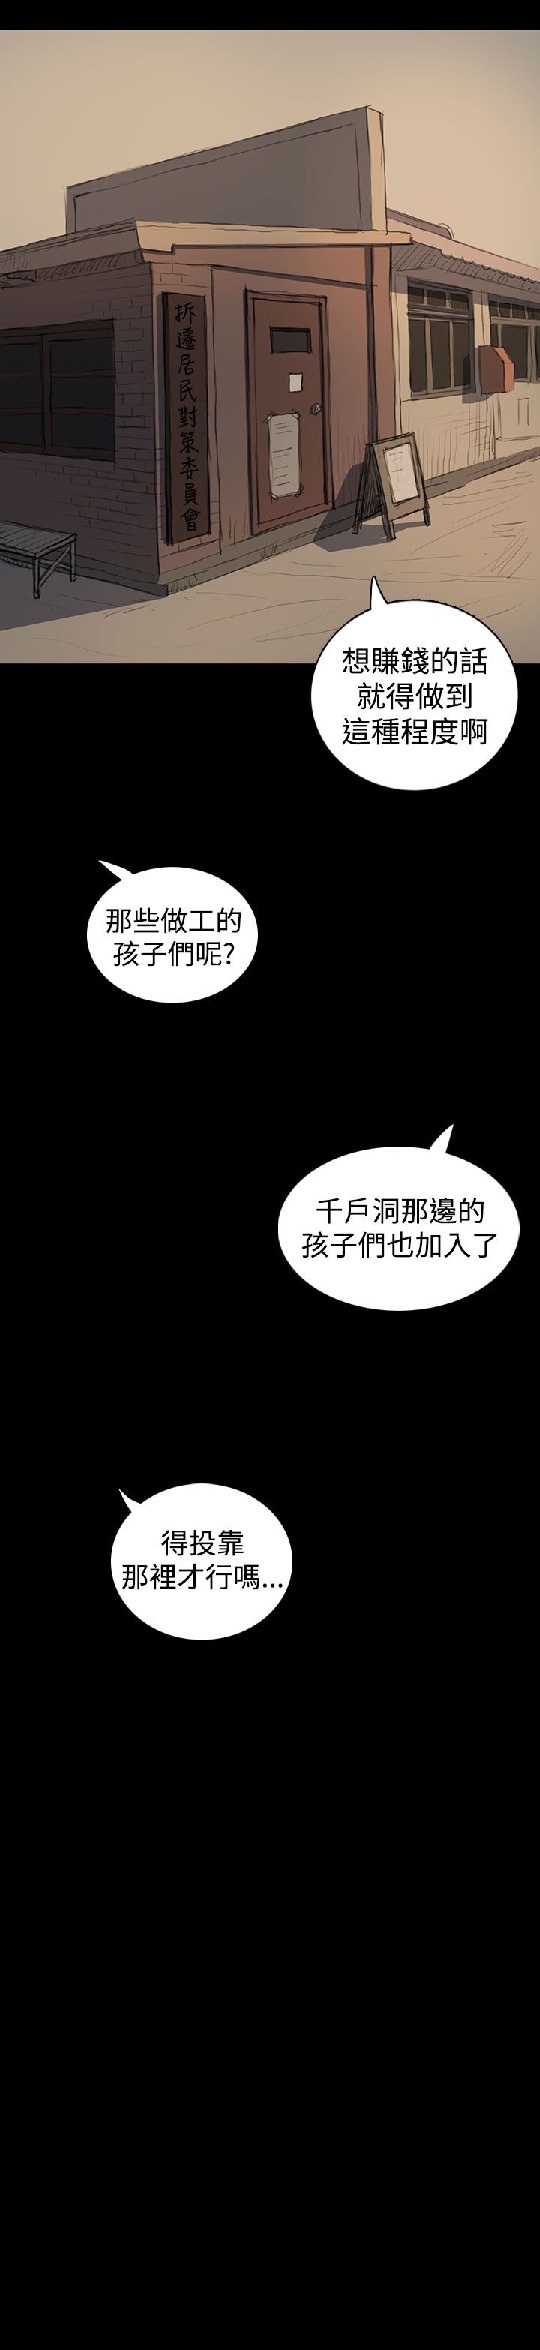 拆遷居民對策委員會
想賺錢的話
就得做到
這種程度啊
那些做工的
孩子們呢?
千戶洞那邊的
孩子們也加入了
得投靠
那裡才行嗎...